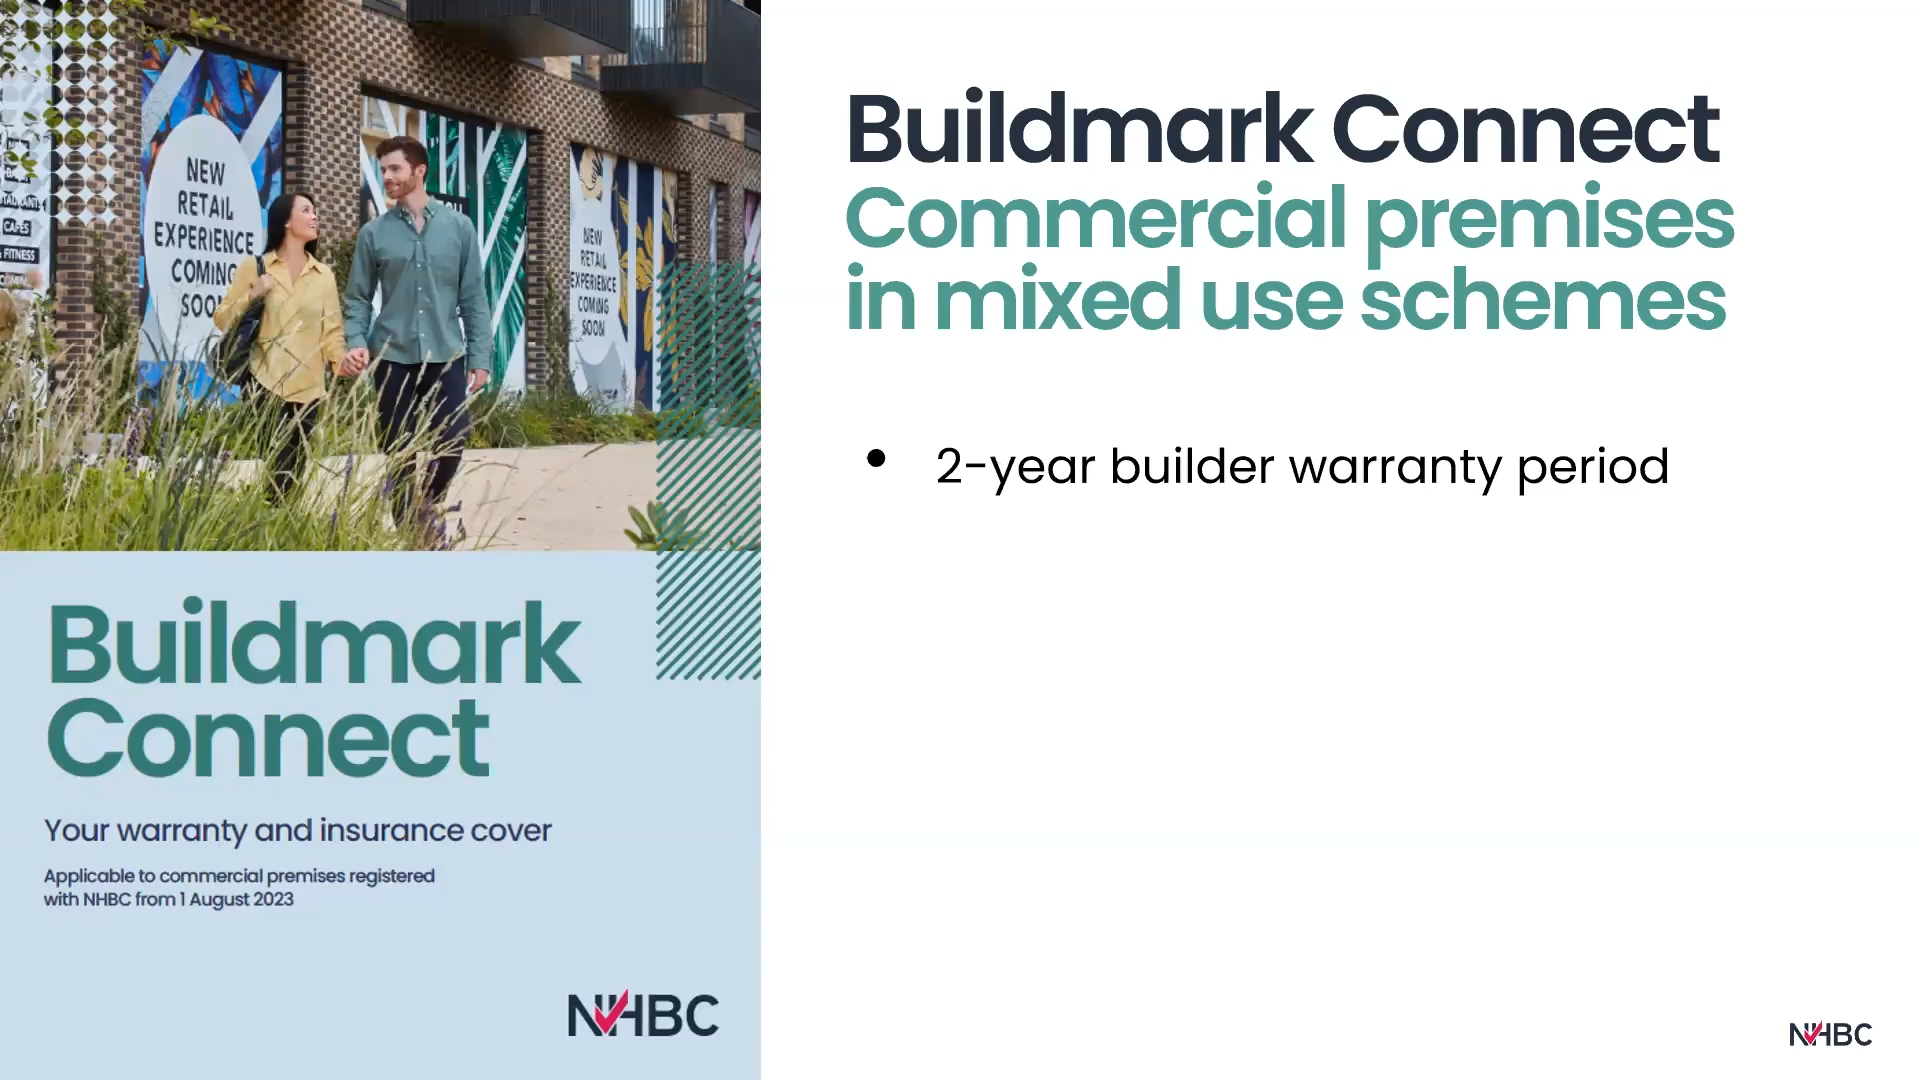 NEW
RETAIL
EXPERIENCE
COMING
SOON
NEW
RETAIL
EXPERIENCE
COMING
SOON
CAFES
FITNESS
Buildmark
Connect
Your warranty and insurance cover
Applicable to commercial premises registered
with NHBC from 1 August 2023
NHBC
Buildmark Connect
Commercial premises
in mixed use schemes
• 2-year builder warranty period
NHBC